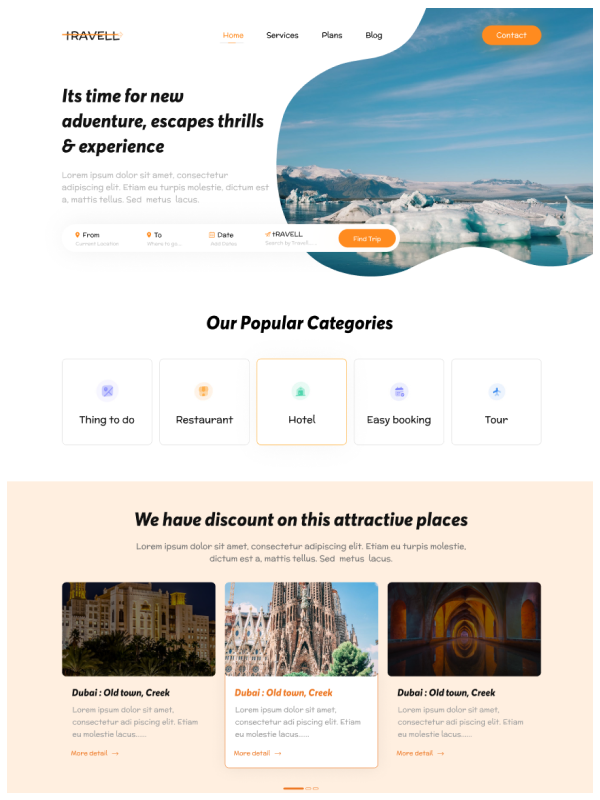 tRAVELL
Home Services Plans Blog Contact
Its time for new
adventure, escapes thrills
& experience
Lorem ipsum dolor sit amet, consectetur
adipiscing elit. Etiam eu turpis molestie, dictum est
a, mattis tellus. Sed metus lacus.
From To Date tRAVELL
Current Location Where to go... Add Dates Search by Travell...
Find Trip
Our Popular Categories
Thing to do Restaurant Hotel Easy booking Tour
We have discount on this attractive places
Lorem ipsum dolor sit amet, consectetur adipiscing elit. Etiam eu turpis molestie,
dictum est a, mattis tellus. Sed metus lacus.
Dubai : Old town, Creek
Lorem ipsum dolor sit amet,
consectetur adi piscing elit. Etiam
eu molestie lacus......
More detail →
Dubai : Old town, Creek
Lorem ipsum dolor sit amet,
consectetur adi piscing elit. Etiam
eu molestie lacus......
More detail →
Dubai : Old town, Creek
Lorem ipsum dolor sit amet,
consectetur adi piscing elit. Etiam
eu molestie lacus......
More detail →